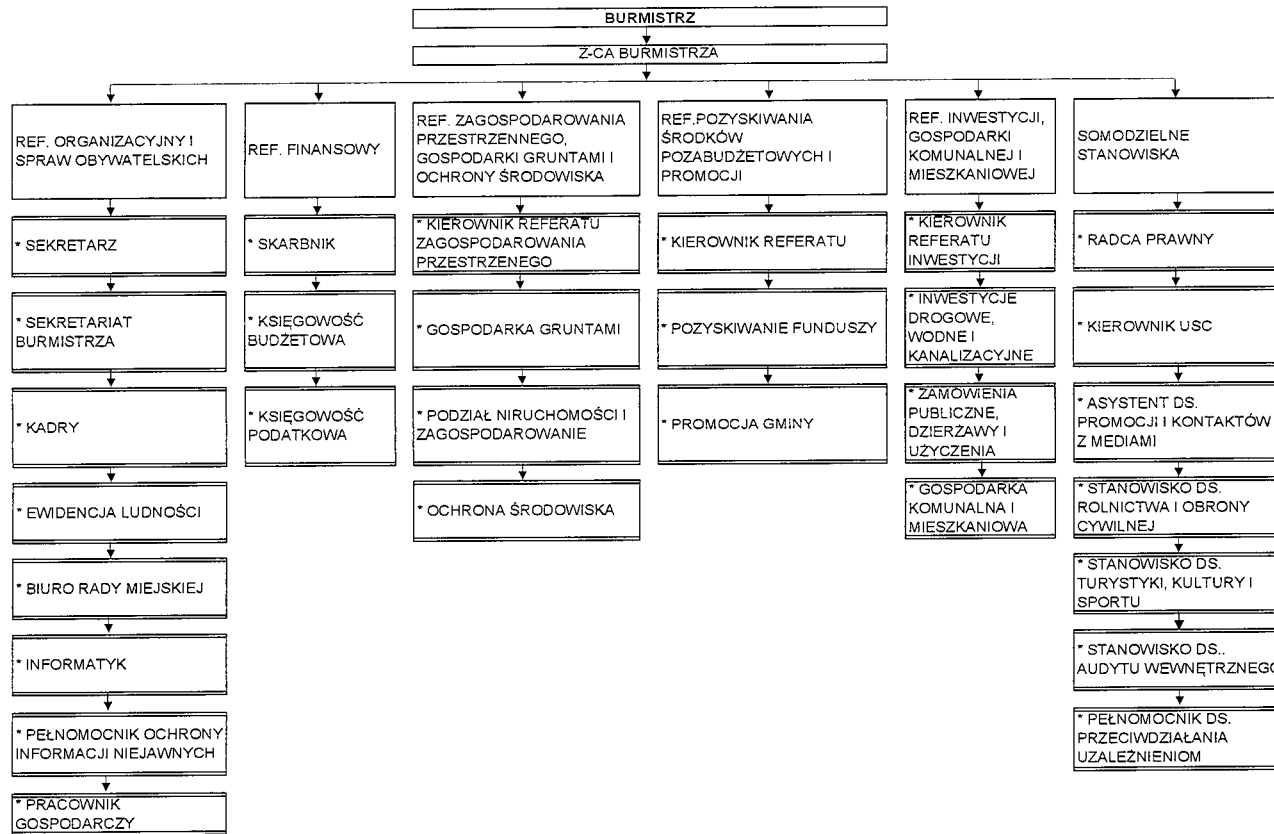 BURMISTRZ
Z-CA BURMISTRZA
REF. ORGANIZACYJNY I
SPRAW OBYWATELSKICH
* SEKRETARZ
* SEKRETARIAT
BURMISTRZA
* KADRY
* EWIDENCJA LUDNOŚCI
* BIURO RADY MIEJSKIEJ
* INFORMATYK
* PEŁNOMOCNIK OCHRONY
INFORMACJI NIEJAWNYCH
* PRACOWNIK
GOSPODARCZY
REF. FINANSOWY
* SKARBNIK
* KSIĘGOWOŚĆ
BUDŻETOWA
* KSIĘGOWOŚĆ
PODATKOWA
REF. ZAGOSPODAROWANIA
PRZESTRZENNEGO,
GOSPODARKI GRUNTAMI I
OCHRONY ŚRODOWISKA
* KIEROWNIK REFERATU
ZAGOSPODAROWANIA
PRZESTRZENEGO
* GOSPODARKA GRUNTAMI
* PODZIAŁ NIRUCHOMOŚCI I
ZAGOSPODAROWANIE
* OCHRONA ŚRODOWISKA
REF.POZYSKIWANIA
ŚRODKÓW
POZABUDŻETOWYCH I
PROMOCJI
* KIEROWNIK REFERATU
* POZYSKIWANIE FUNDUSZY
* PROMOCJA GMINY
REF. INWESTYCJI,
GOSPODARKI
KOMUNALNEJ I
MIESZKANIOWEJ
* KIEROWNIK
REFERATU
INWESTYCJI
* INWESTYCJE
DROGOWE,
WODNE I
KANALIZACYJNE
* ZAMÓWIENIA
PUBLICZNE,
DZIERŻAWY I
UŻYCZENIA
* GOSPODARKA
KOMUNALNA I
MIESZKANIOWA
SOMODZIELNE
STANOWISKA
* RADCA PRAWNY
* KIEROWNIK USC
* ASYSTENT DS.
PROMOCJI I KONTAKTÓW
Z MEDIAMI
* STANOWISKO DS.
ROLNICTWA I OBRONY
CYWILNEJ
* STANOWISKO DS.
TURYSTYKI, KULTURY I
SPORTU
* STANOWISKO DS..
AUDYTU WEWNĘTRZNEGO
* PEŁNOMOCNIK DS.
PRZECIWDZIAŁANIA
UZALEŻNIENIOM